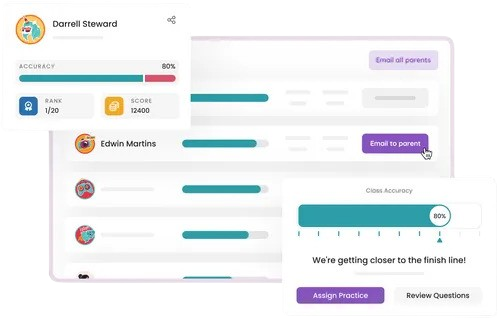 Darrell Steward
ACCURACY 80%
RANK
1/20
SCORE
12400
Email all parents
Edwin Martins
Email to parent
Class Accuracy
80%
We're getting closer to the finish line!
Assign Practice
Review Questions